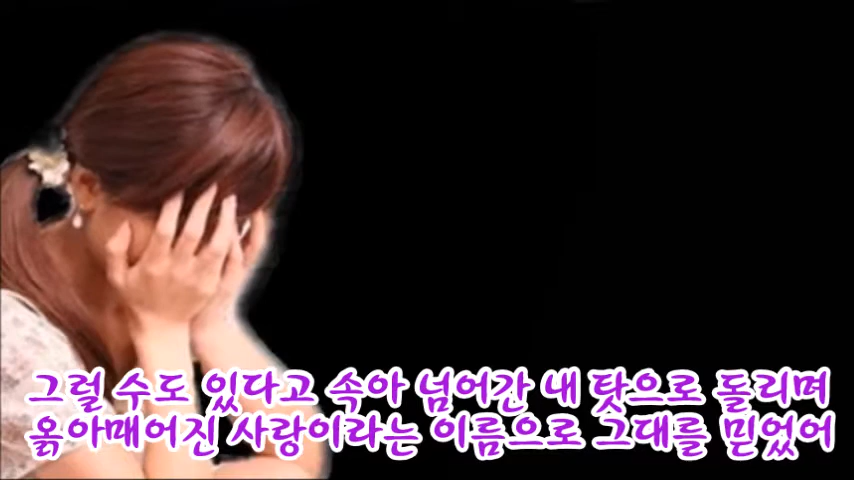 그럴 수도 있다고 속아 넘어간 내 탓으로 돌리며
옭아매어진 사랑이라는 이름으로 그대를 믿었어